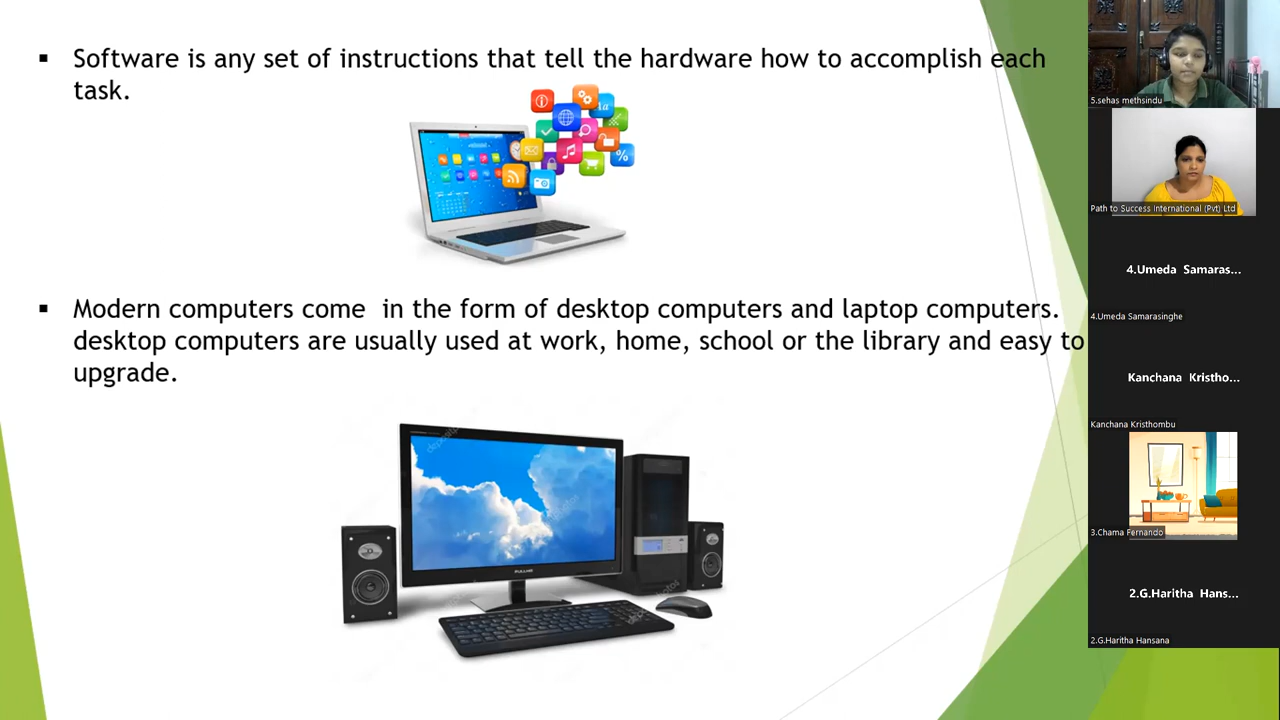 Software is any set of instructions that tell the hardware how to accomplish each
task.
Modern computers come  in the form of desktop computers and laptop computers.
desktop computers are usually used at work, home, school or the library and easy to
upgrade.
5.sehas methsindu
Path to Success International (Pvt) Ltd
4.Umeda Samaras...
4.Umeda Samarasinghe
Kanchana Kristho...
Kanchana Kristhombu
3.Chama Fernando
2.G.Haritha Hans...
2.G.Haritha Hansana